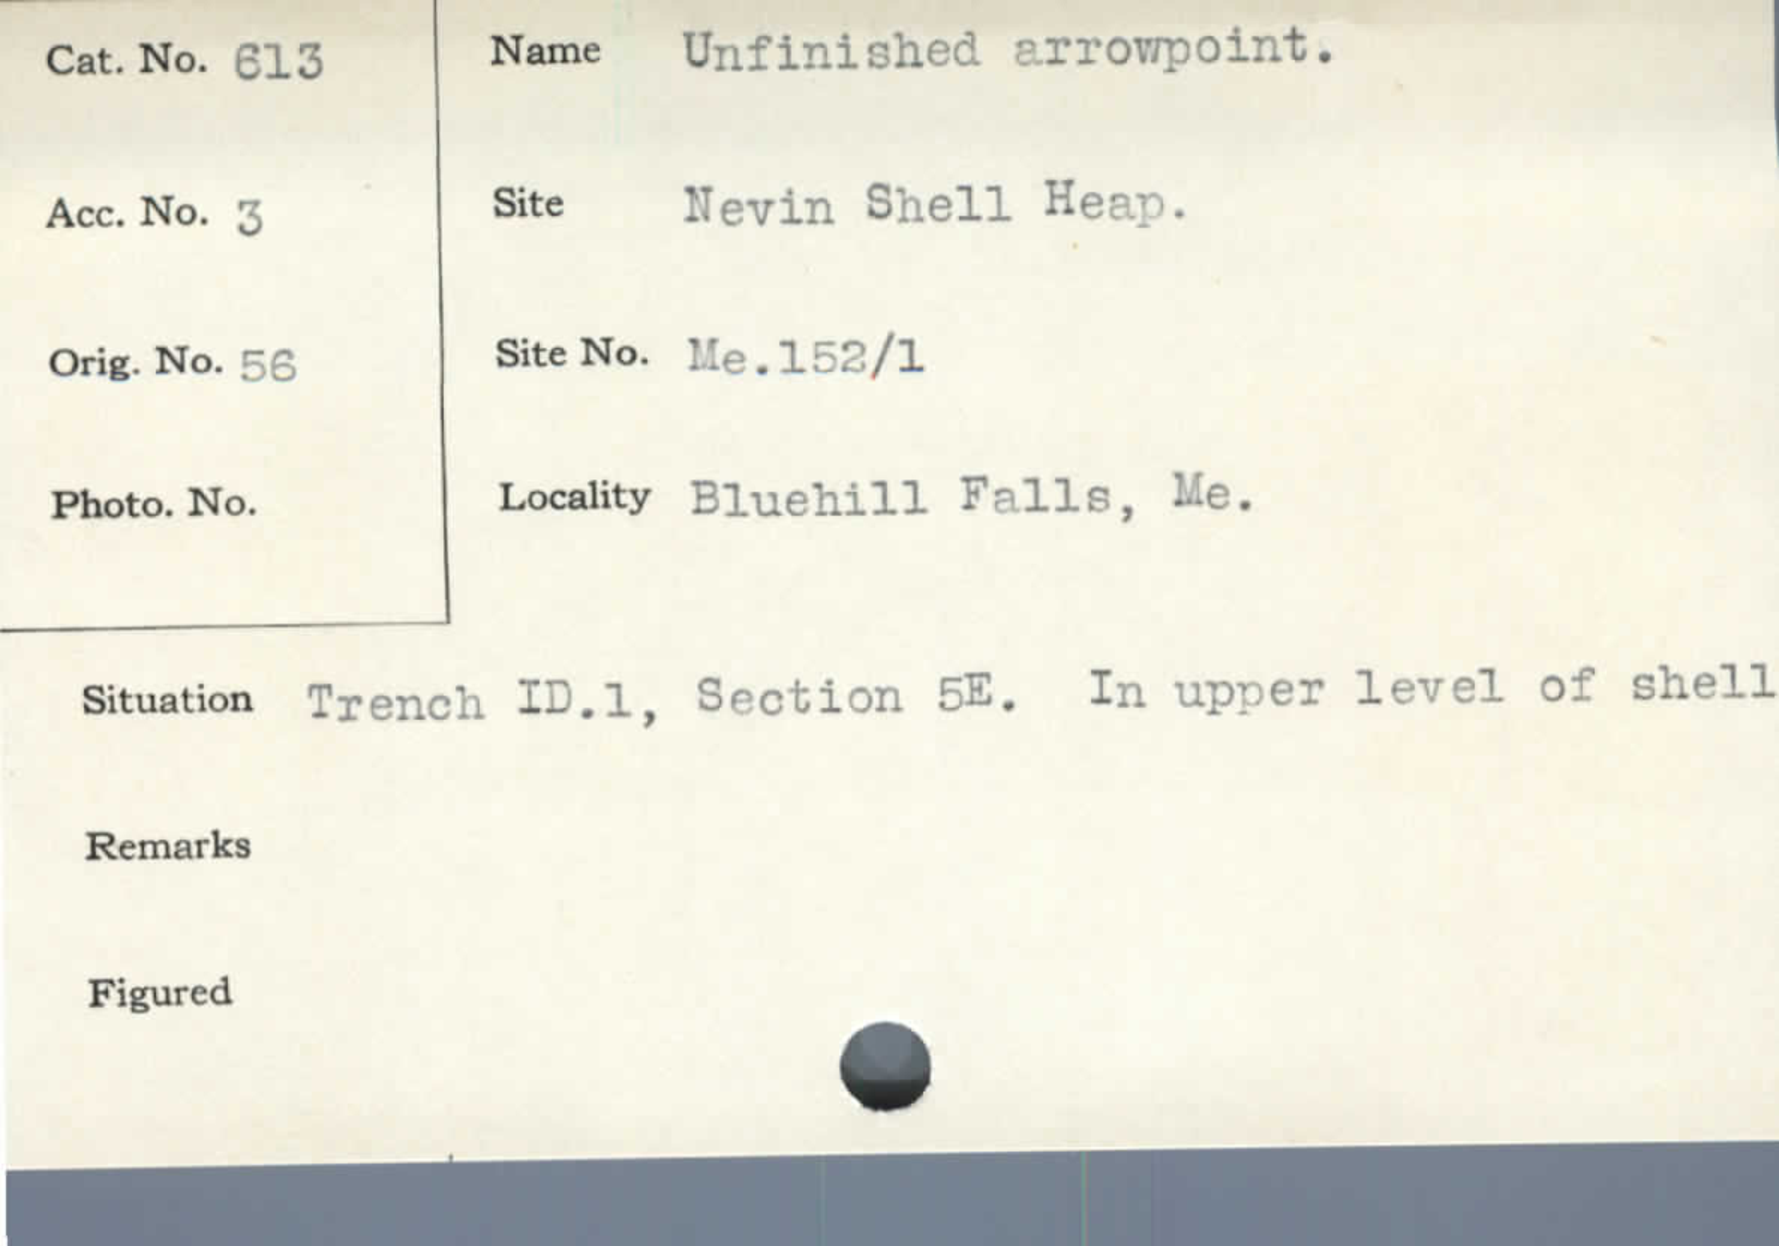 Cat. No. 613
Acc. No. 3
Orig. No. 56
Photo. No.
Name Unfinished arrowpoint.
Site Nevin Shell Heap.
Site No. Me.152/1
Locality Bluehill Falls, Me.
Situation Trench ID.1, Section 5E. In upper level of shell
Remarks
Figured